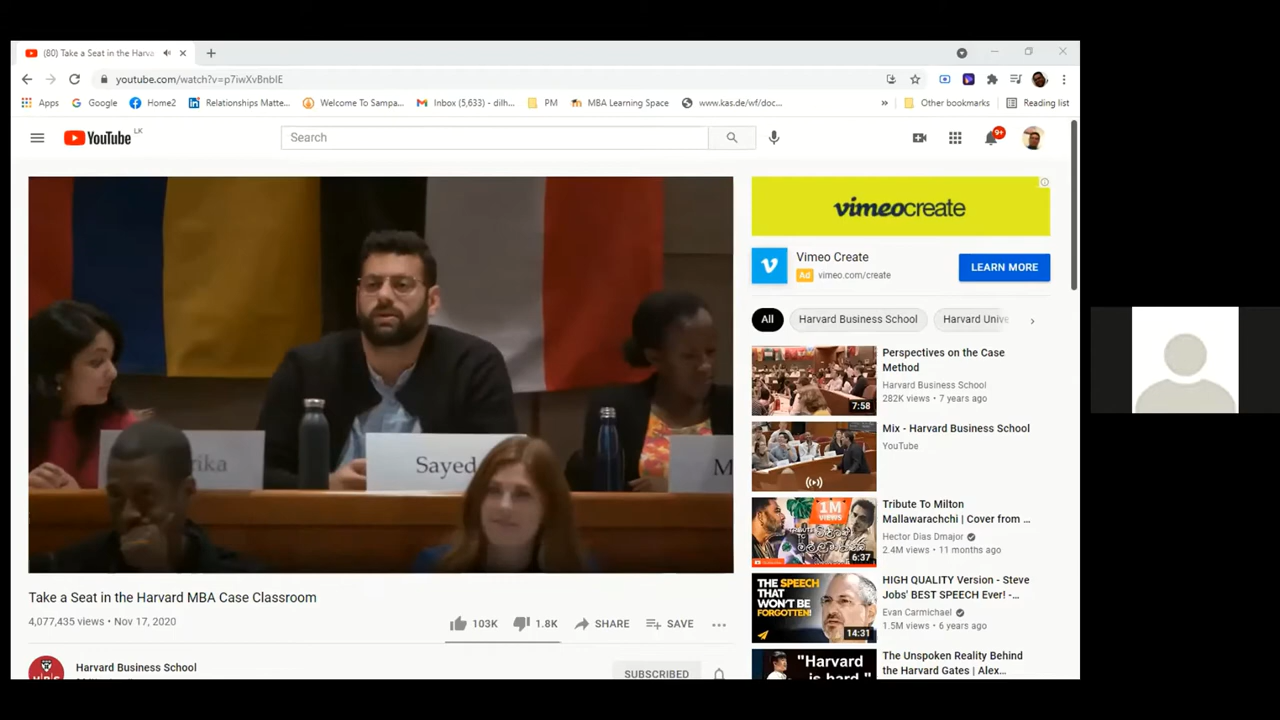 (80) Take a Seat in the Harva
youtube.com/watch?v=p7iwXvBnbIE
Apps
Google
Home2
Relationships Matte...
Welcome To Sampa...
Inbox (5,633) - dilh...
PM
MBA Learning Space
www.kas.de/wf/doc...
»
Other bookmarks
Reading list
YouTube LK
Search
9+
rika
Sayed
M
Take a Seat in the Harvard MBA Case Classroom
4,077,435 views • Nov 17, 2020
103K
1.8K
SHARE
SAVE
Harvard Business School
SUBSCRIBED
vimeocreate
Vimeo Create
Ad vimeo.com/create
LEARN MORE
All
Harvard Business School
Harvard Unive
Perspectives on the Case
Method
Harvard Business School
282K views • 7 years ago
7:58
Mix - Harvard Business School
YouTube
Tribute To Milton
Mallawarachchi | Cover from ...
Hector Dias Dmajor
2.4M views • 11 months ago
1M
VIEWS
6:37
HIGH QUALITY Version - Steve
Jobs' BEST SPEECH Ever! -...
Evan Carmichael
1.5M views • 6 years ago
THE SPEECH
THAT
WON'T BE
FORGOTTEN!
14:31
The Unspoken Reality Behind
the Harvard Gates | Alex...
"Harvard
is hard "